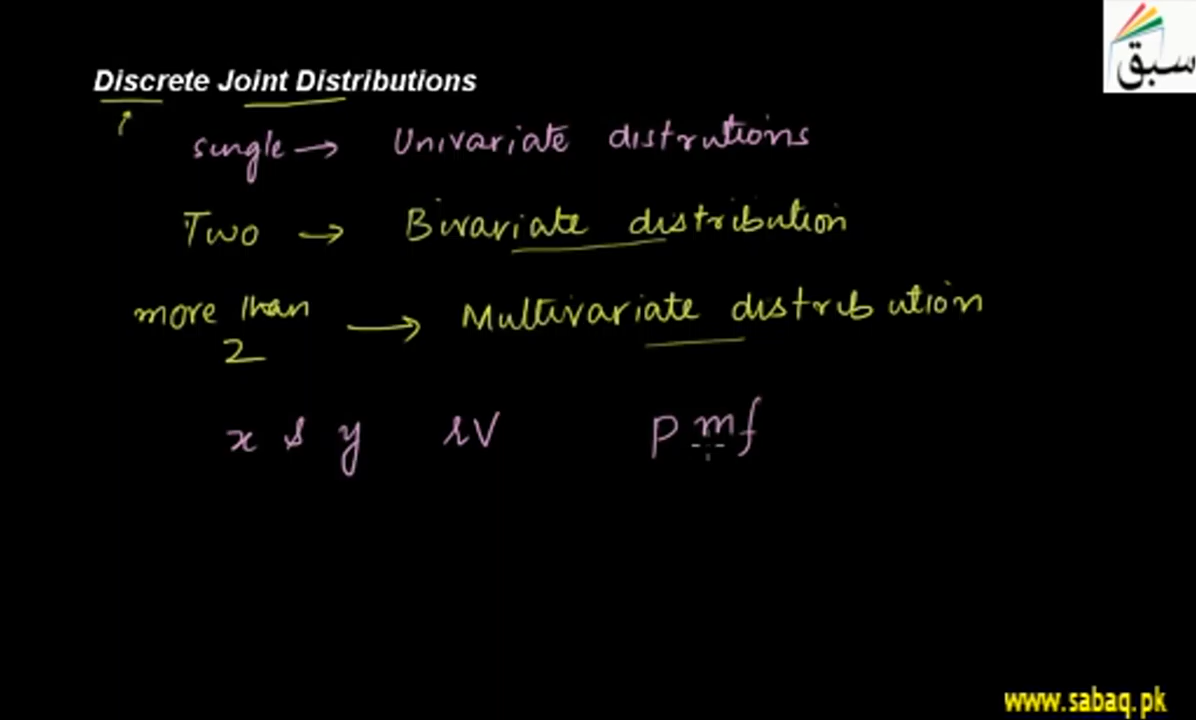 سبق
Discrete Joint Distributions
single → Univariate distrutions
Two → Bivariate distribution
more than 2 → Multivariate distribution
x & y rV pmf
www.sabaq.pk